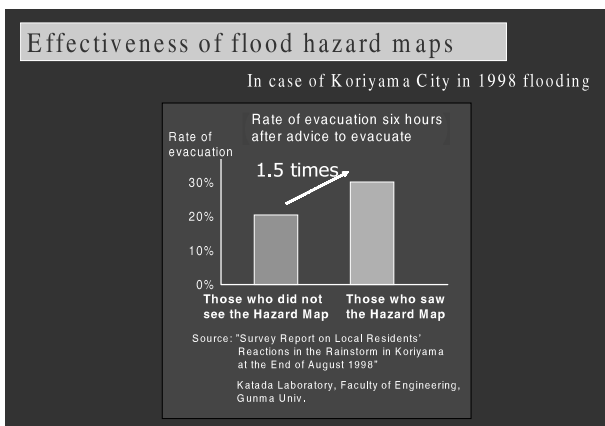 Effectiveness of flood hazard maps
In case of Koriyama City in 1998 flooding
Rate of evacuation six hours
after advice to evacuate
Rate of
evacuation
1.5 times
30%
20%
10%
0%
Those who did not
see the Hazard Map
Those who saw
the Hazard Map
Source: "Survey Report on Local Residents'
Reactions in the Rainstorm in Koriyama
at the End of August 1998"
Katada Laboratory, Faculty of Engineering,
Gunma Univ.